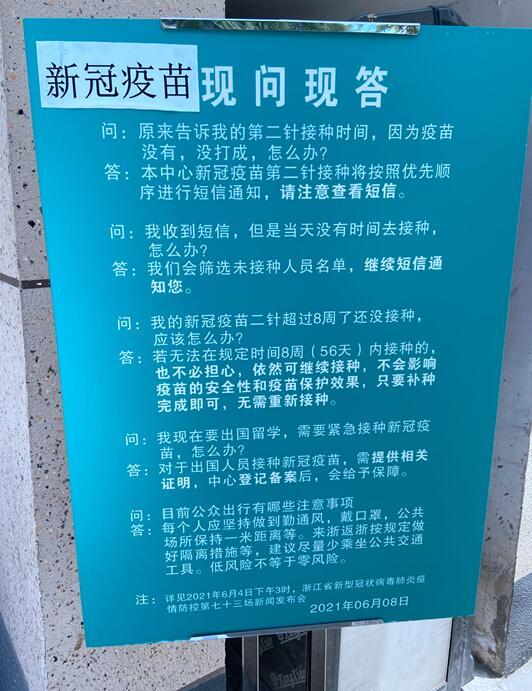 新冠疫苗现问现答
问：原来告诉我的第二针接种时间，因为疫苗
没有，没打成，怎么办？
答：本中心新冠疫苗第二针接种将按照优先顺
序进行短信通知，请注意查看短信。
问：我收到短信，但是当天没有时间去接种，
怎么办？
答：我们会筛选未接种人员名单，继续短信通
知您。
问：我的新冠疫苗二针超过8周了还没接种，
应该怎么办？
答：若无法在规定时间8周（56天）内接种的，
也不必担心，依然可继续接种，不会影响
疫苗的安全性和疫苗保护效果，只要补种
完成即可，无需重新接种。
问：我现在要出国留学，需要紧急接种新冠疫
苗，怎么办？
答：对于出国人员接种新冠疫苗，需提供相关
证明，中心登记备案后，会给予保障。
问：目前公众出行有哪些注意事项
答：每个人应坚持做到勤通风，戴口罩，公共
场所保持一米距离等。来浙返浙按规定做
好隔离措施等，建议尽量少乘坐公共交通
工具。低风险不等于零风险。
注：详见2021年6月4日下午3时，浙江省新型冠状病毒肺炎疫
情防控第七十三场新闻发布会
2021年06月08日